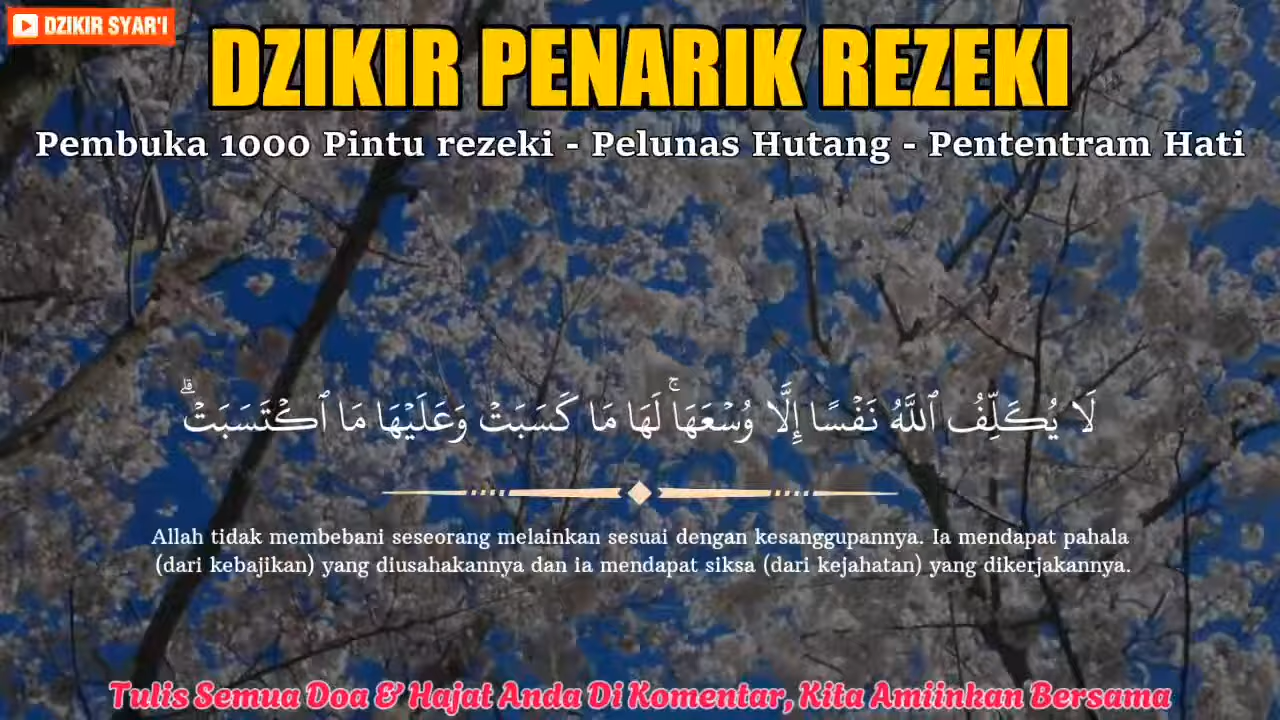 DZIKIR SYAR'I
DZIKIR PENARIK REZEKI
Pembuka 1000 Pintu rezeki - Pelunas Hutang - Pententram Hati
لَا يُكَلِّفُ ٱللَّهُ نَفۡسًا إِلَّا وُسۡعَهَاۚ لَهَا مَا كَسَبَتۡ وَعَلَيۡهَا مَا ٱكۡتَسَبَتۡۗ
Allah tidak membebani seseorang melainkan sesuai dengan kesanggupannya. Ia mendapat pahala
(dari kebajikan) yang diusahakannya dan ia mendapat siksa (dari kejahatan) yang dikerjakannya.
Tulis Semua Doa & Hajat Anda Di Komentar, Kita Amiinkan Bersama